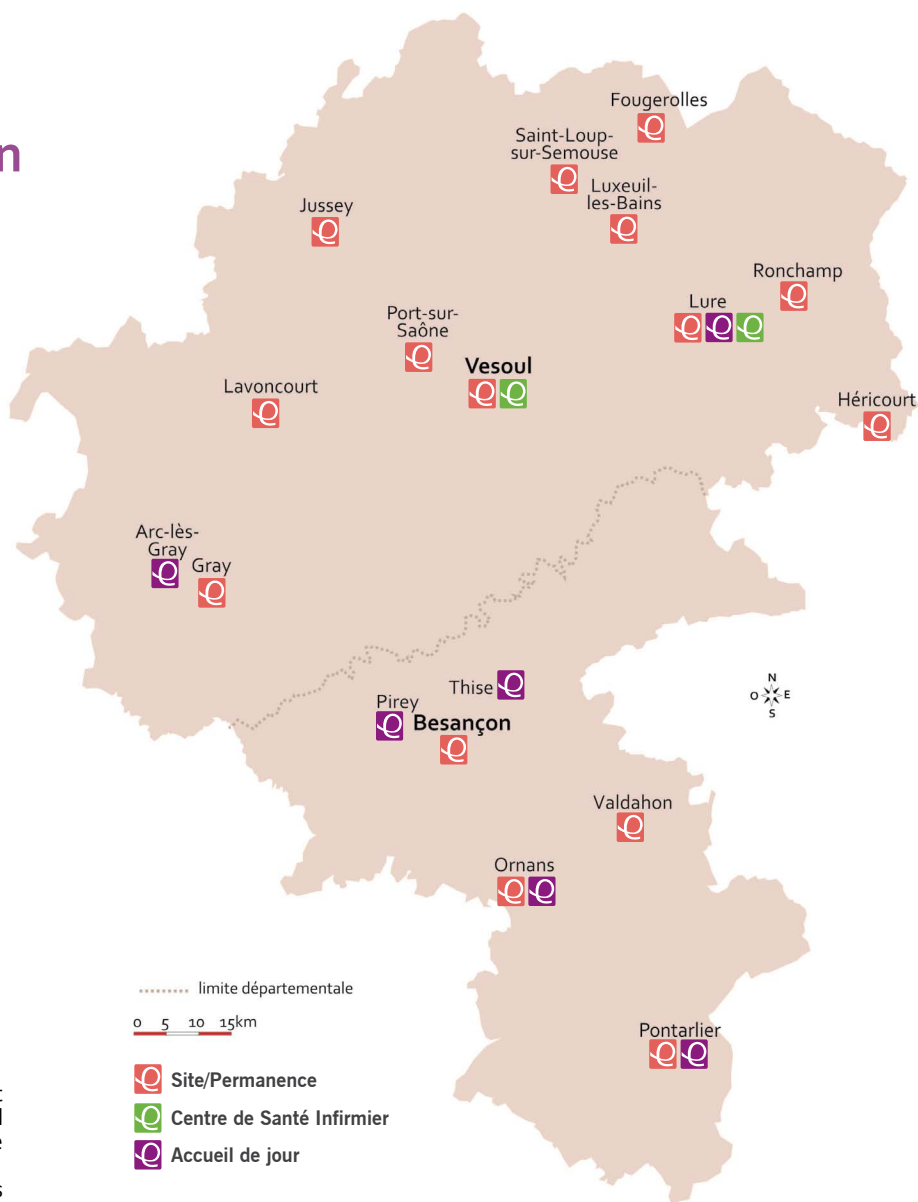 n
Fougerolles
Saint-Loup-
sur-Semouse
Luxeuil-
les-Bains
Jussey
Ronchamp
Lure
Port-sur-
Saône
Vesoul
Lavoncourt
Héricourt
Arc-lès-
Gray
Gray
Thise
Pirey
Besançon
N
O E
S
Valdahon
Ornans
limite départementale
0 5 10 15km
Pontarlier
Site/Permanence
Centre de Santé Infirmier
Accueil de jour